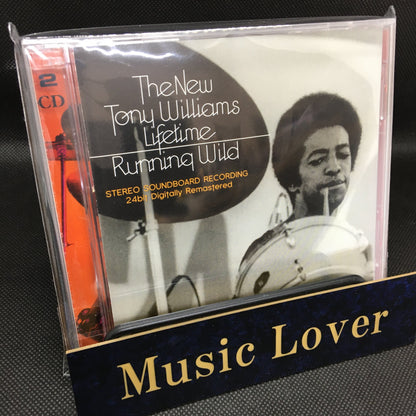 2
CD
The New
Tony Williams
Lifetime
Running Wild
STEREO SOUNDBOARD RECORDING
24bit Digitally Remastered
Music Lover